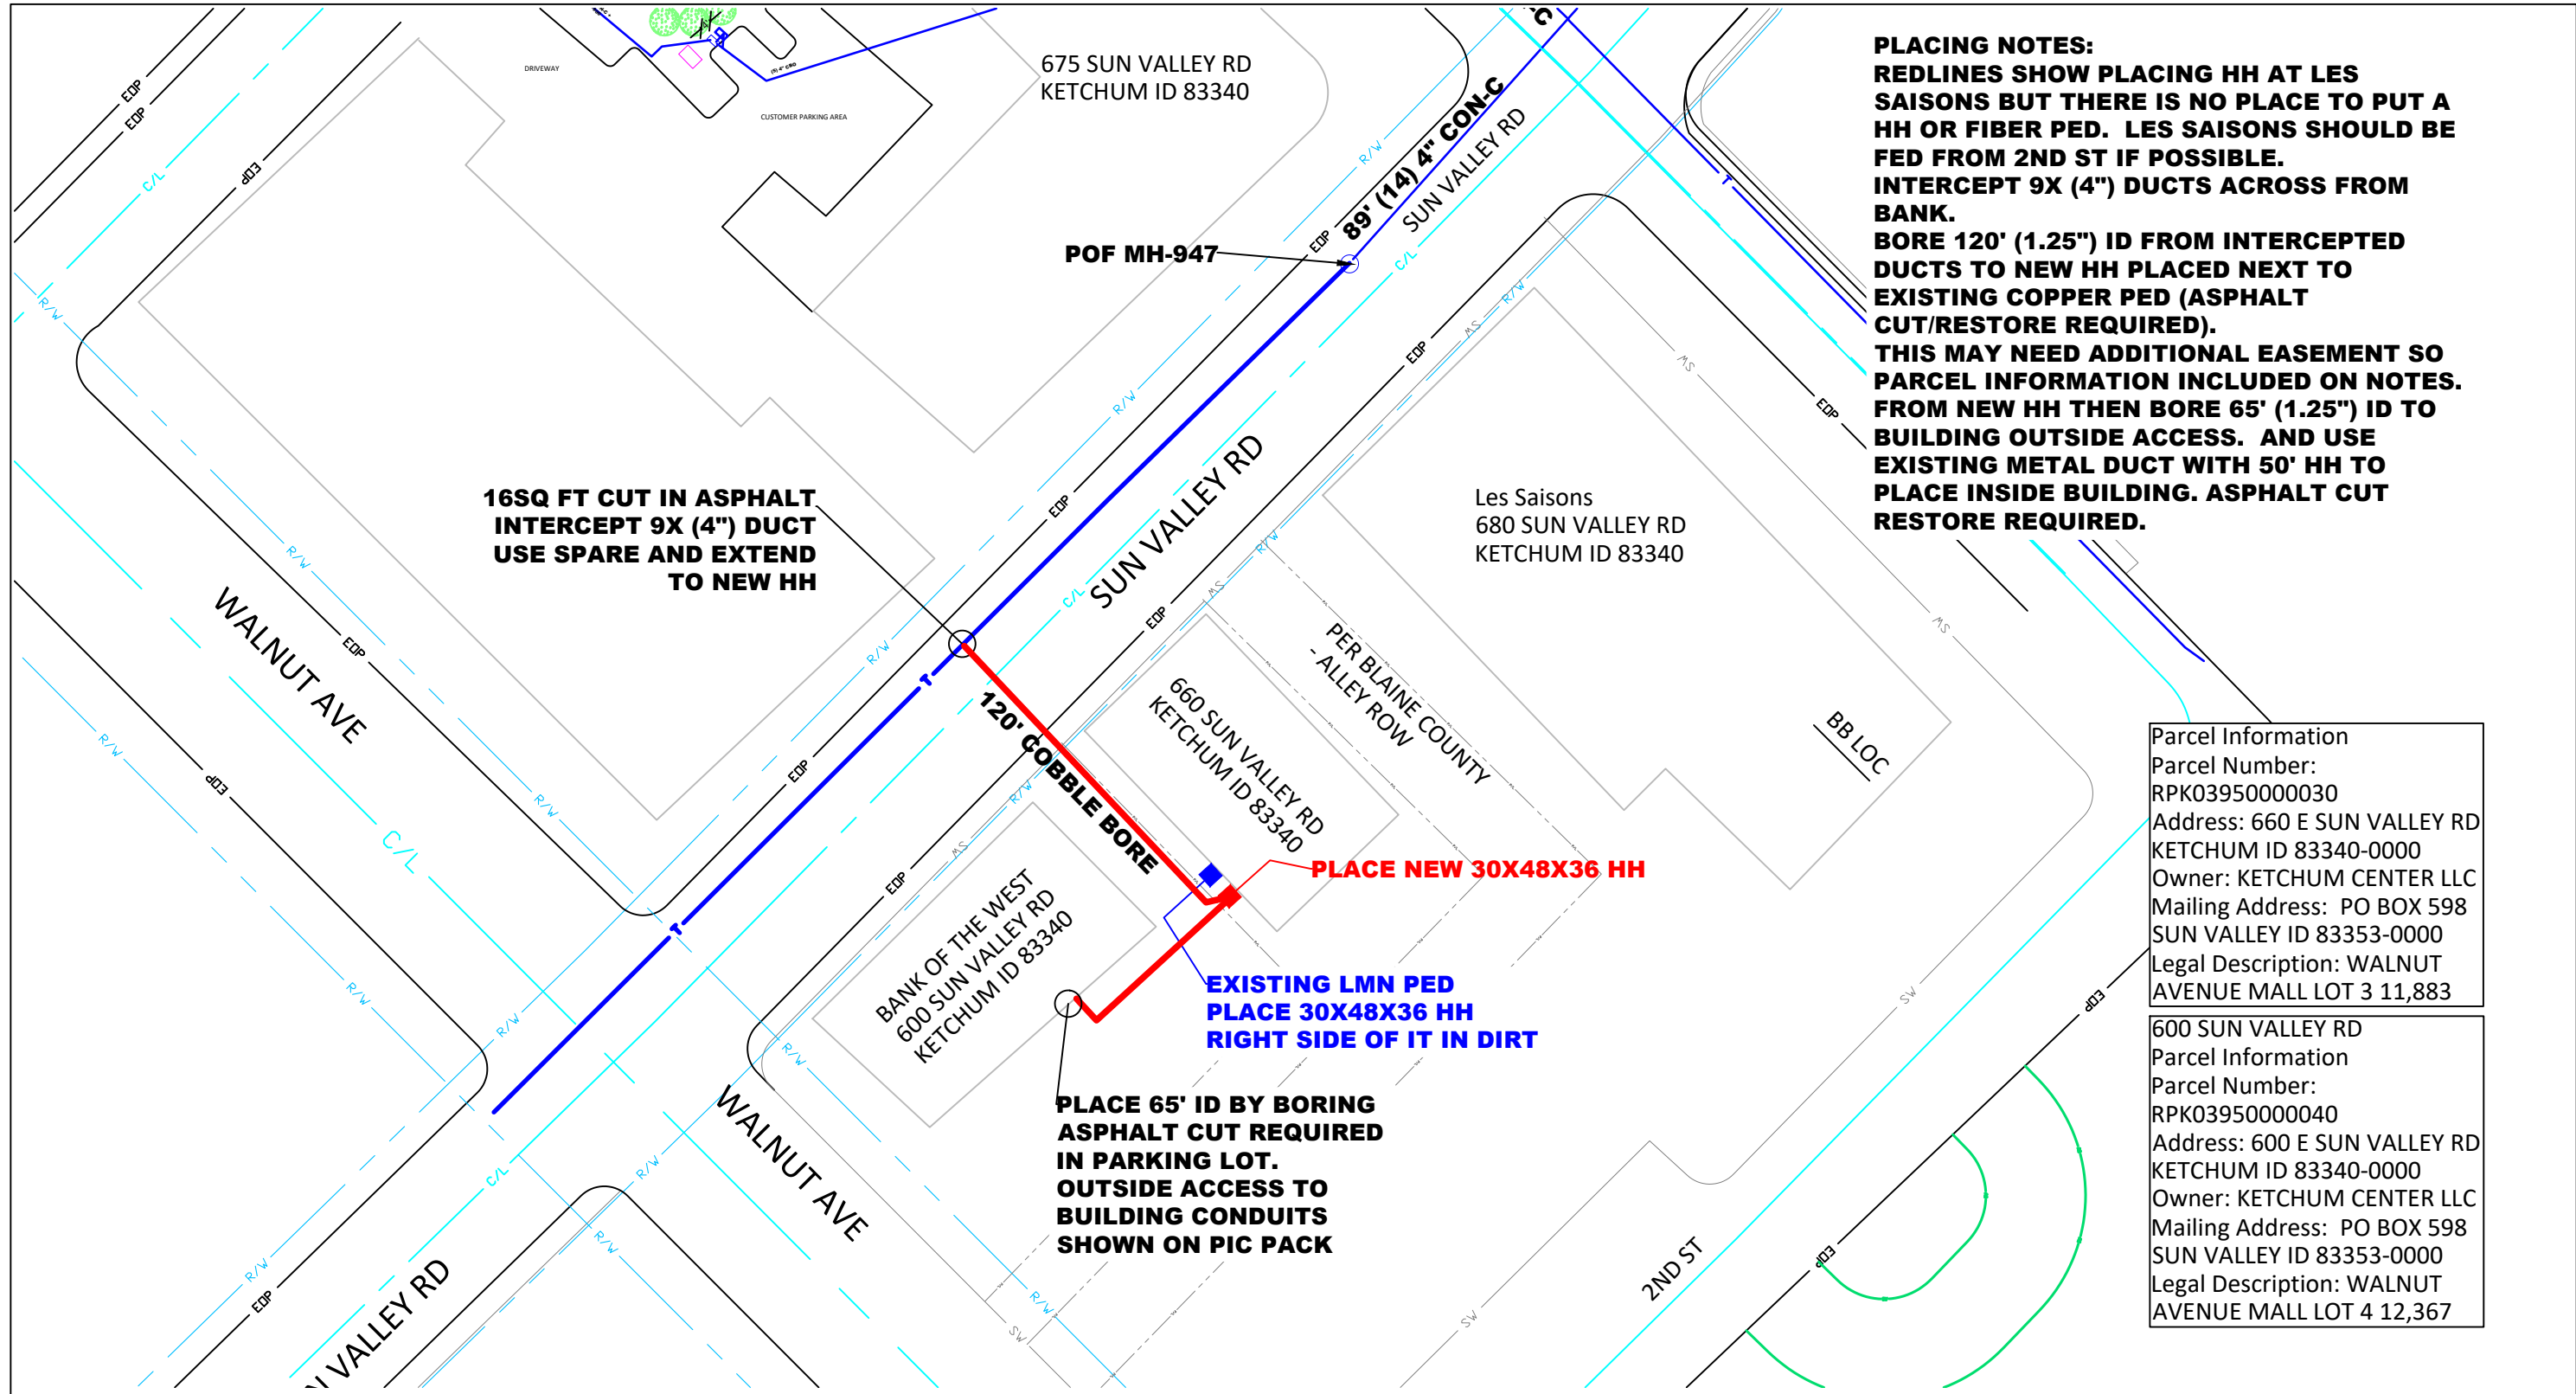 DRIVEWAY
CUSTOMER PARKING AREA
675 SUN VALLEY RD
KETCHUM ID 83340
89' (14) 4" CON-C
SUN VALLEY RD
POF MH-947
PLACING NOTES:
REDLINES SHOW PLACING HH AT LES
SAISONS BUT THERE IS NO PLACE TO PUT A
HH OR FIBER PED. LES SAISONS SHOULD BE
FED FROM 2ND ST IF POSSIBLE.
INTERCEPT 9X (4") DUCTS ACROSS FROM
BANK.
BORE 120' (1.25") ID FROM INTERCEPTED
DUCTS TO NEW HH PLACED NEXT TO
EXISTING COPPER PED (ASPHALT
CUT/RESTORE REQUIRED).
THIS MAY NEED ADDITIONAL EASEMENT SO
PARCEL INFORMATION INCLUDED ON NOTES.
FROM NEW HH THEN BORE 65' (1.25") ID TO
BUILDING OUTSIDE ACCESS. AND USE
EXISTING METAL DUCT WITH 50' HH TO
PLACE INSIDE BUILDING. ASPHALT CUT
RESTORE REQUIRED.
16SQ FT CUT IN ASPHALT
INTERCEPT 9X (4") DUCT
USE SPARE AND EXTEND
TO NEW HH
SUN VALLEY RD
Les Saisons
680 SUN VALLEY RD
KETCHUM ID 83340
WALNUT AVE
C/L
R/W
EOP
SW
T
120' COBBLE BORE
660 SUN VALLEY RD
KETCHUM ID 83340
PER BLAINE COUNTY
- ALLEY ROW
BB LOC
PLACE NEW 30X48X36 HH
BANK OF THE WEST
600 SUN VALLEY RD
KETCHUM ID 83340
EXISTING LMN PED
PLACE 30X48X36 HH
RIGHT SIDE OF IT IN DIRT
PLACE 65' ID BY BORING
ASPHALT CUT REQUIRED
IN PARKING LOT.
OUTSIDE ACCESS TO
BUILDING CONDUITS
SHOWN ON PIC PACK
WALNUT AVE
2ND ST
N VALLEY RD
Parcel Information
Parcel Number:
RPK03950000030
Address: 660 E SUN VALLEY RD
KETCHUM ID 83340-0000
Owner: KETCHUM CENTER LLC
Mailing Address: PO BOX 598
SUN VALLEY ID 83353-0000
Legal Description: WALNUT
AVENUE MALL LOT 3 11,883
600 SUN VALLEY RD
Parcel Information
Parcel Number:
RPK03950000040
Address: 600 E SUN VALLEY RD
KETCHUM ID 83340-0000
Owner: KETCHUM CENTER LLC
Mailing Address: PO BOX 598
SUN VALLEY ID 83353-0000
Legal Description: WALNUT
AVENUE MALL LOT 4 12,367